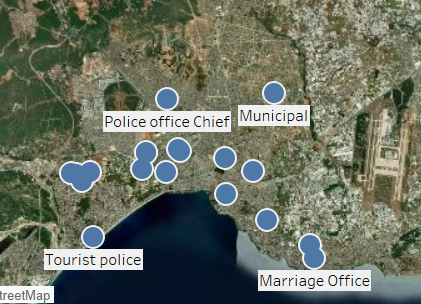 Municipal
Police office Chief
Tourist police
Marriage Office
treetMap